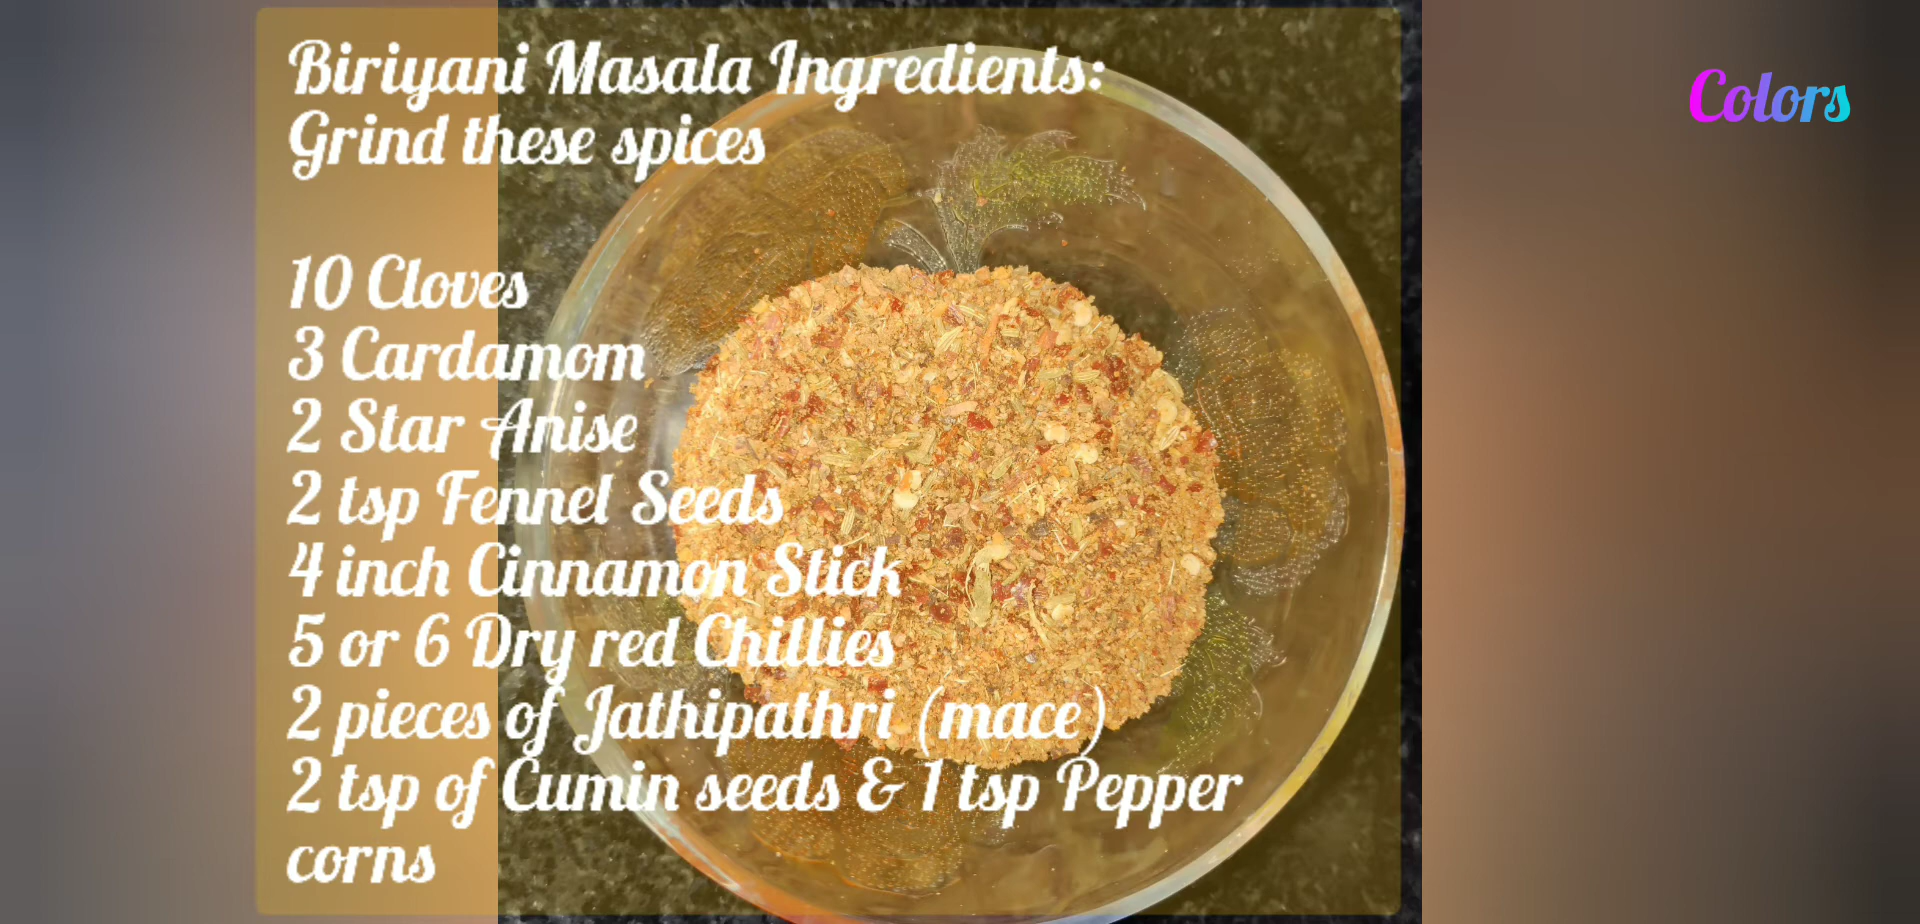 Biriyani Masala Ingredients:
Grind these spices
10 Cloves
3 Cardamom
2 Star Anise
2 tsp Fennel Seeds
4 inch Cinnamon Stick
5 or 6 Dry red Chillies
2 pieces of Jathipathri (mace)
2 tsp of Cumin seeds & 1 tsp Pepper
corns
Colors